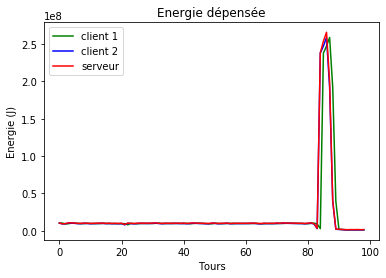 Energie dépensée
1e8
client 1
client 2
serveur
2.5
2.0
1.5
1.0
0.5
0.0
Energie (J)
0 20 40 60 80 100
Tours